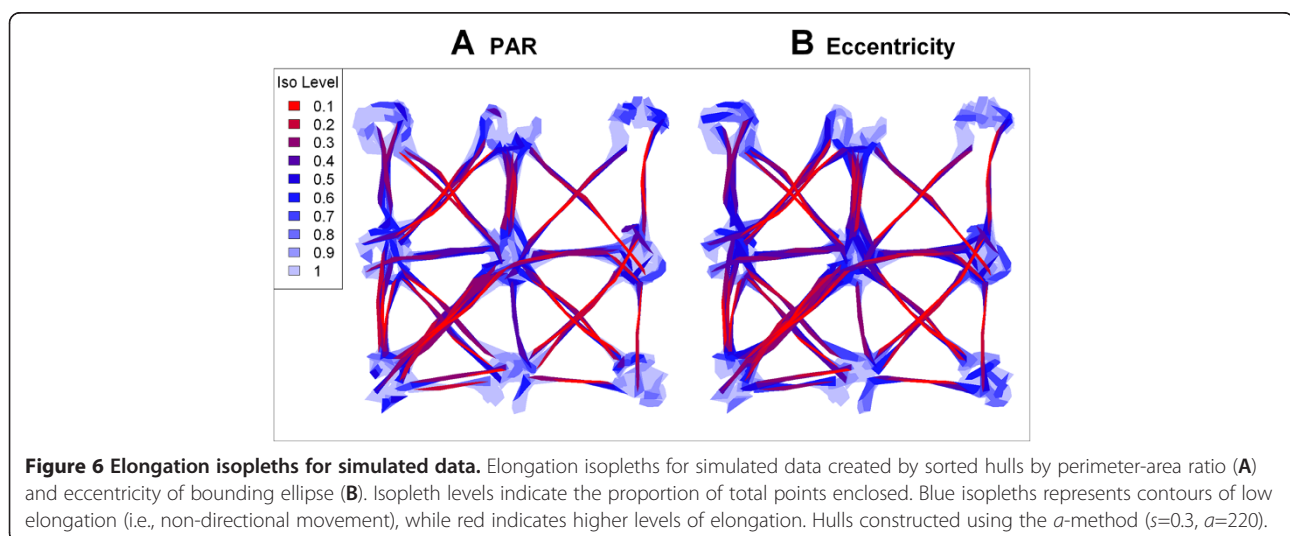 A PAR
B Eccentricity
Iso Level
0.1
0.2
0.3
0.4
0.5
0.6
0.7
0.8
0.9
1
Figure 6 Elongation isopleths for simulated data. Elongation isopleths for simulated data created by sorted hulls by perimeter-area ratio (A)
and eccentricity of bounding ellipse (B). Isopleth levels indicate the proportion of total points enclosed. Blue isopleths represents contours of low
elongation (i.e., non-directional movement), while red indicates higher levels of elongation. Hulls constructed using the a-method (s=0.3, a=220).